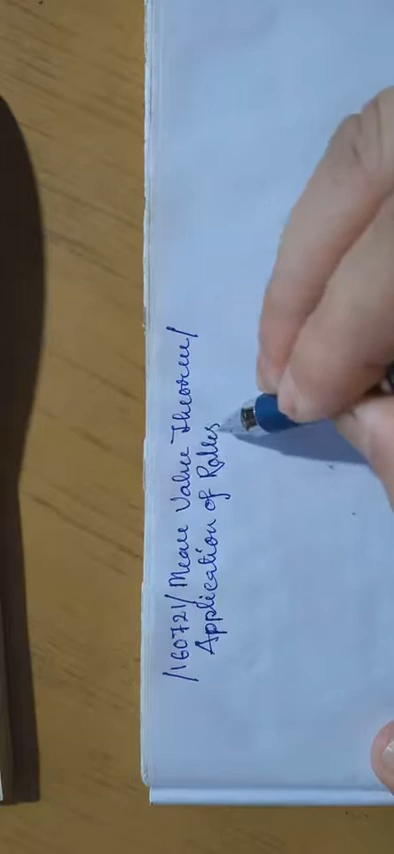 /160721/ Mean Value Theorem/
Application of Rolles